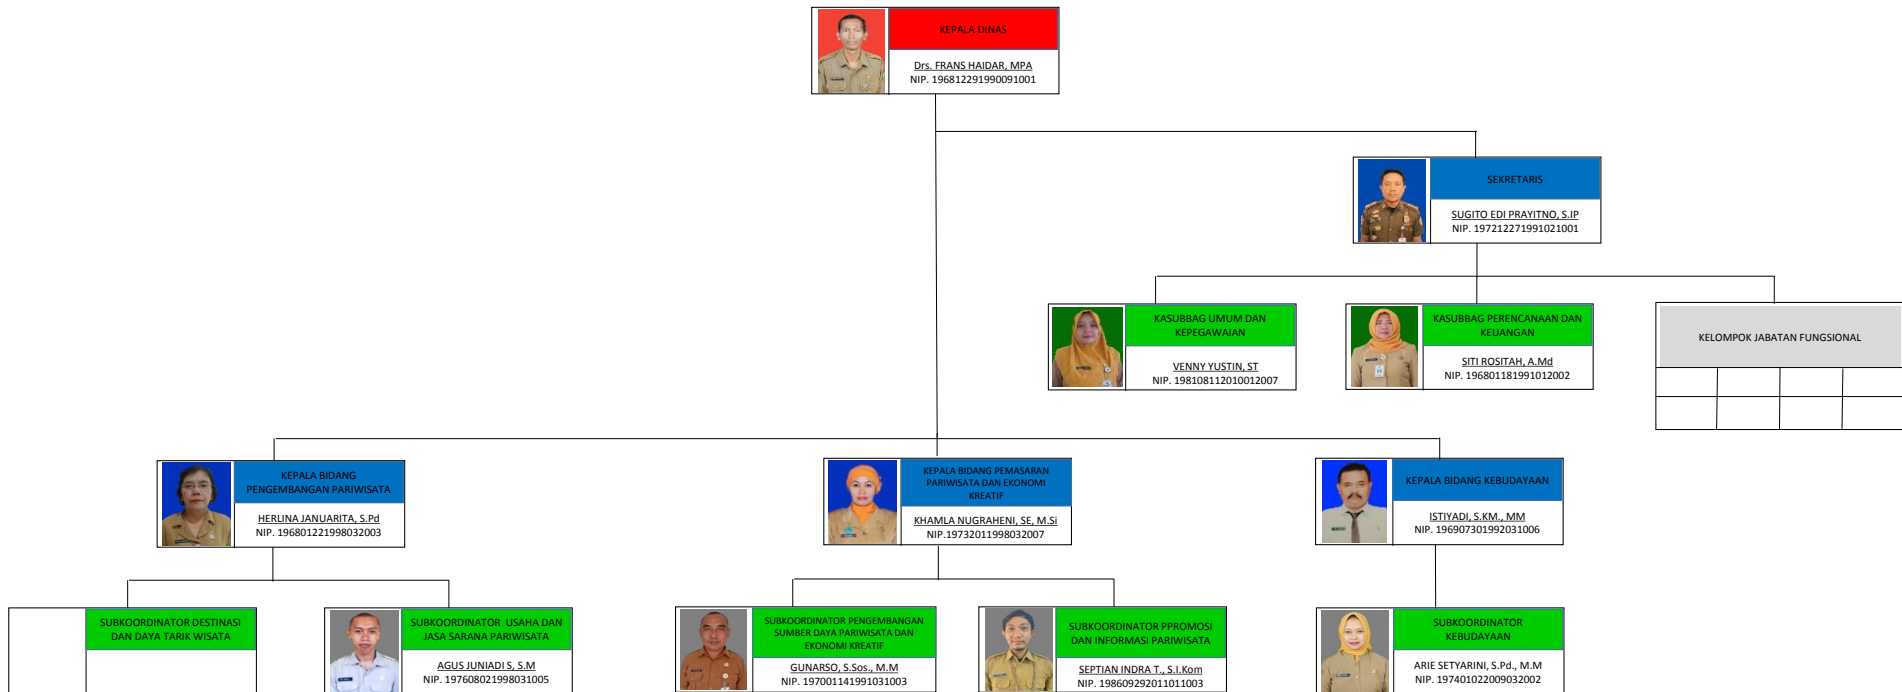 KEPALA DINAS
Drs. FRANS HAIDAR, MPA
NIP. 196812291990091001
SEKRETARIS
SUGITO EDI PRAYITNO, S.IP
NIP. 197212271991021001
KASUBBAG UMUM DAN
KEPEGAWAIAN
VENNY YUSTIN, ST
NIP. 198108112010012007
KASUBBAG PERENCANAAN DAN
KEUANGAN
SITI ROSITAH, A.Md
NIP. 196801181991012002
KELOMPOK JABATAN FUNGSIONAL
KEPALA BIDANG
PENGEMBANGAN PARIWISATA
HERLINA JANUARITA, S.Pd
NIP. 196801221998032003
KEPALA BIDANG PEMASARAN
PARIWISATA DAN EKONOMI
KREATIF
KHAMLA NUGRAHENI, SE, M.Si
NIP.19732011998032007
KEPALA BIDANG KEBUDAYAAN
ISTIYADI, S.KM., MM
NIP. 196907301992031006
SUBKOORDINATOR DESTINASI
DAN DAYA TARIK WISATA
SUBKOORDINATOR  USAHA DAN
JASA SARANA PARIWISATA
AGUS JUNIADI S, S.M
NIP. 197608021998031005
SUBKOORDINATOR PENGEMBANGAN
SUMBER DAYA PARIWISATA DAN
EKONOMI KREATIF
GUNARSO, S.Sos., M.M
NIP. 197001141991031003
SUBKOORDINATOR PPROMOSI
DAN INFORMASI PARIWISATA
SEPTIAN INDRA T., S.I.Kom
NIP. 198609292011011003
SUBKOORDINATOR
KEBUDAYAAN
ARIE SETYARINI, S.Pd., M.M
NIP. 197401022009032002